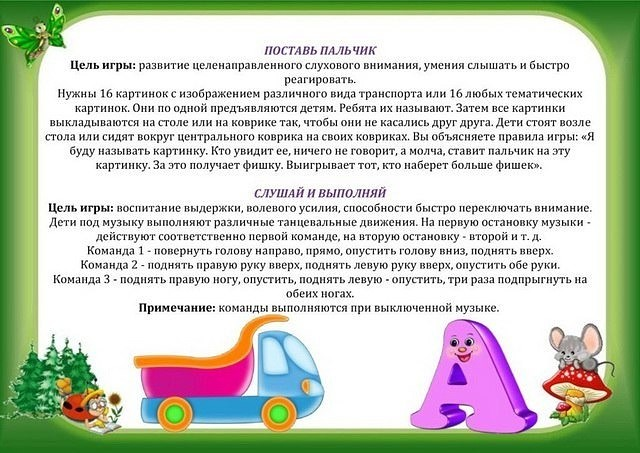 ПОСТАВЬ ПАЛЬЧИК
Цель игры: развитие целенаправленного слухового внимания, умения слышать и быстро
реагировать.
Нужны 16 картинок с изображением различного вида транспорта или 16 любых тематических
картинок. Они по одной предъявляются детям. Ребята их называют. Затем все картинки
выкладываются на столе или на коврике так, чтобы они не касались друг друга. Дети стоят возле
стола или сидят вокруг центрального коврика на своих ковриках. Вы объясняете правила игры: «Я
буду называть картинку. Кто увидит ее, ничего не говорит, а молча, ставит пальчик на эту
картинку. За это получает фишку. Выигрывает тот, кто наберет больше фишек».
СЛУШАЙ И ВЫПОЛНЯЙ
Цель игры: воспитание выдержки, волевого усилия, способности быстро переключать внимание.
Дети под музыку выполняют различные танцевальные движения. На первую остановку музыки -
действуют соответственно первой команде, на вторую остановку - второй и т. д.
Команда 1 - повернуть голову направо, прямо, опустить голову вниз, поднять вверх.
Команда 2 - поднять правую руку вверх, поднять левую руку вверх, опустить обе руки.
Команда 3 - поднять правую ногу, опустить, поднять левую - опустить, три раза подпрыгнуть на
обеих ногах.
Примечание: команды выполняются при выключенной музыке.
А